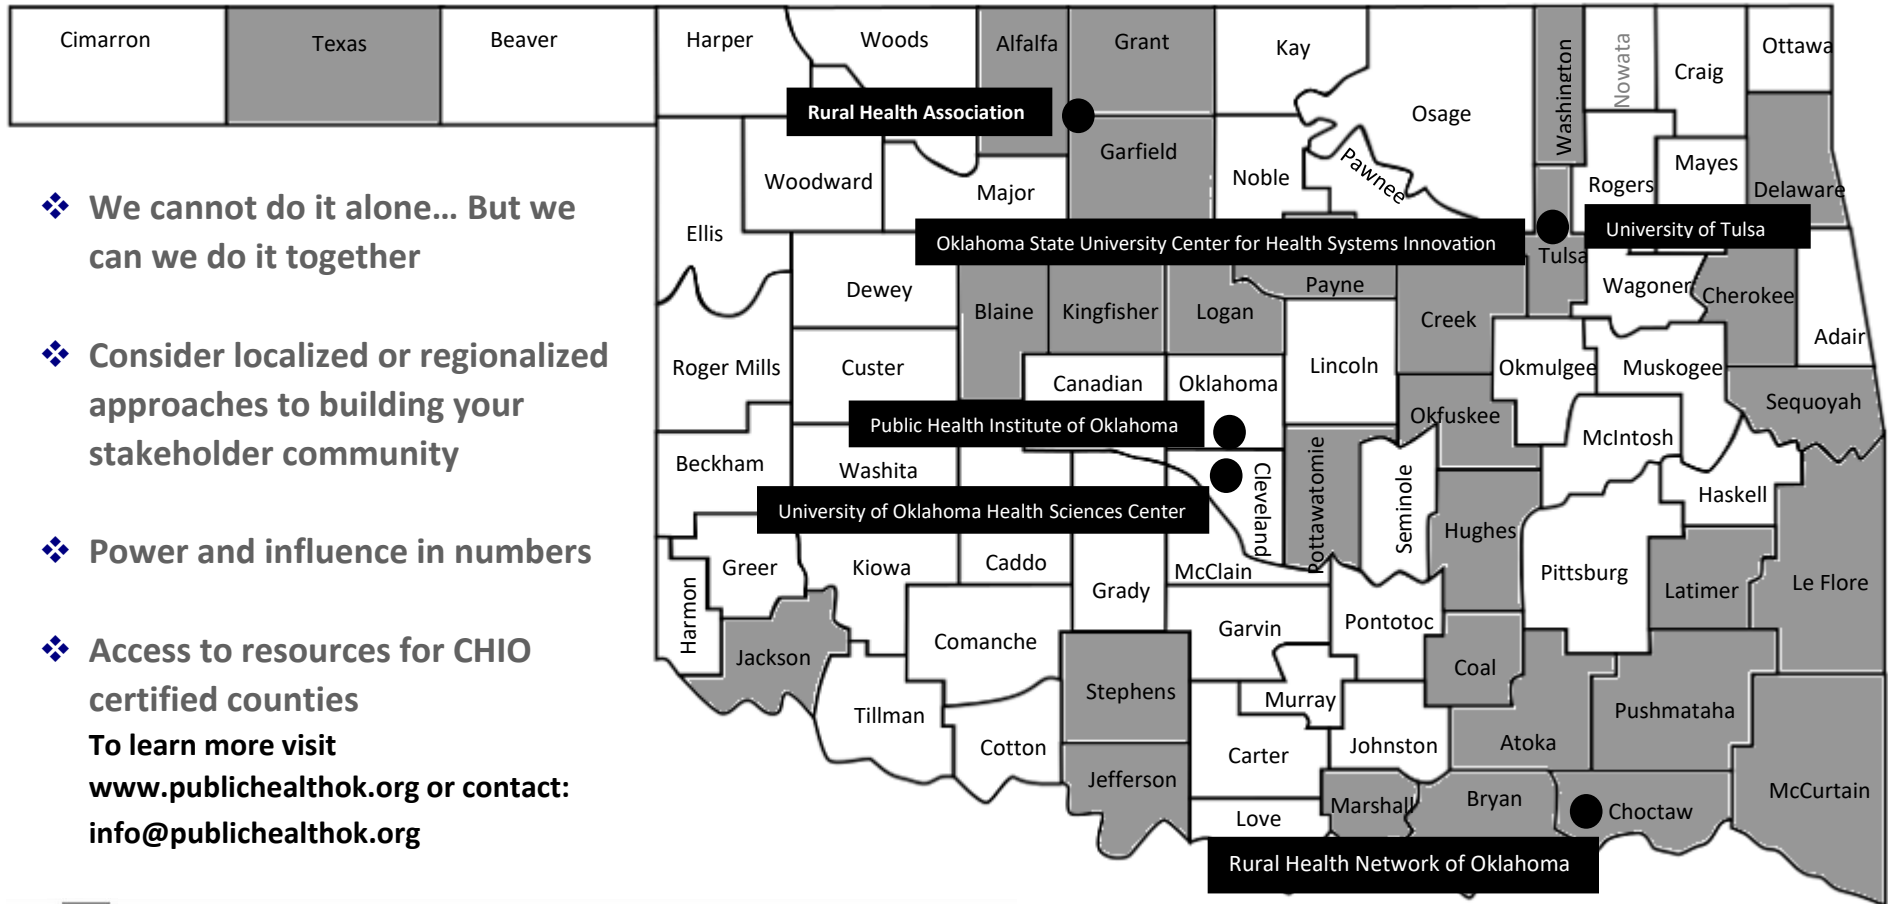 Cimarron
Texas
Beaver
Harper
Woods
Alfalfa
Grant
Kay
Osage
Washington
Nowata
Craig
Ottawa
Rural Health Association
Garfield
Woodward
Major
Noble
Pawnee
Rogers
Mayes
Delaware
❖ We cannot do it alone… But we
can we do it together
Ellis
Oklahoma State University Center for Health Systems Innovation
University of Tulsa
Tulsa
Dewey
Blaine
Kingfisher
Logan
Payne
Creek
Wagoner
Cherokee
Adair
❖ Consider localized or regionalized
approaches to building your
stakeholder community
Roger Mills
Custer
Canadian
Oklahoma
Lincoln
Okmulgee
Muskogee
Sequoyah
Public Health Institute of Oklahoma
Okfuskee
McIntosh
Beckham
Washita
Cleveland
Pottawatomie
Seminole
Haskell
University of Oklahoma Health Sciences Center
❖ Power and influence in numbers
Harmon
Greer
Kiowa
Caddo
Grady
McClain
Hughes
Pittsburg
Latimer
Le Flore
❖ Access to resources for CHIO
certified counties
To learn more visit
www.publichealthok.org or contact:
info@publichealthok.org
Jackson
Comanche
Garvin
Pontotoc
Coal
Tillman
Stephens
Murray
Pushmataha
Cotton
Carter
Johnston
Atoka
Jefferson
Love
Marshall
Bryan
Choctaw
McCurtain
Rural Health Network of Oklahoma